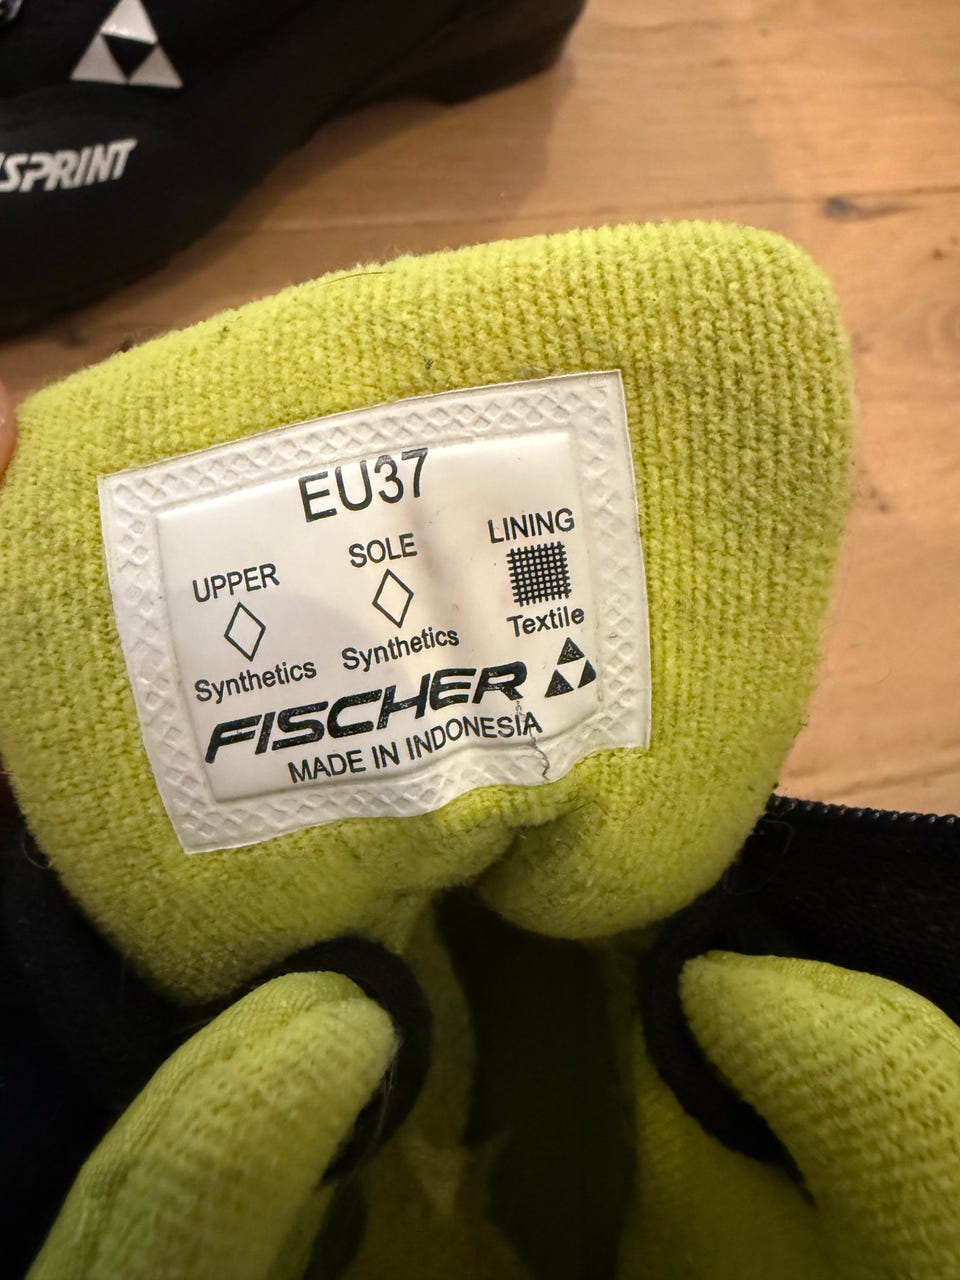 SPRINT
EU37
UPPER SOLE LINING
Synthetics Synthetics Textile
FISCHER
MADE IN INDONESIA